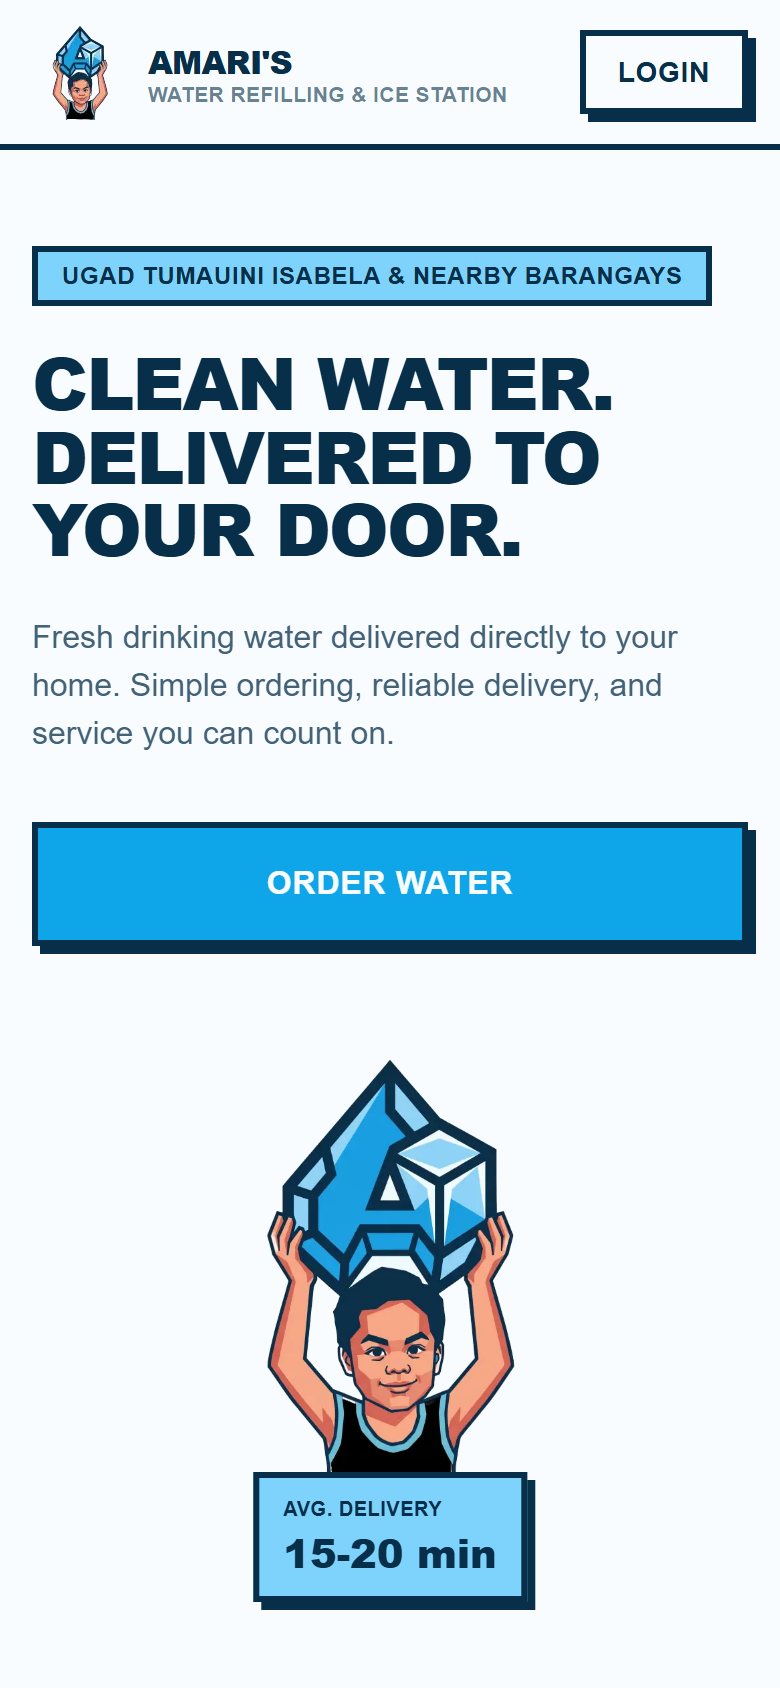 AMARI'S
WATER REFILLING & ICE STATION
LOGIN
UGAD TUMAUINI ISABELA & NEARBY BARANGAYS
CLEAN WATER.
DELIVERED TO
YOUR DOOR.
Fresh drinking water delivered directly to your
home. Simple ordering, reliable delivery, and
service you can count on.
ORDER WATER
A
AVG. DELIVERY
15-20 min